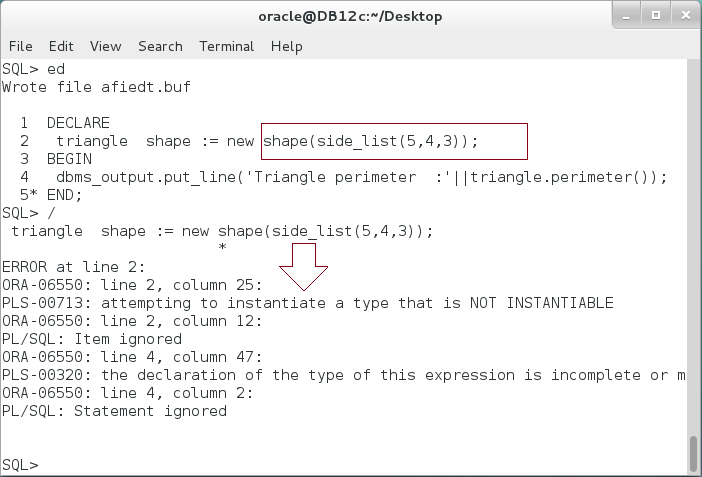 oracle@DB12c:~/Desktop
File Edit View Search Terminal Help
SQL> ed
Wrote file afiedt.buf
1 DECLARE
2 triangle shape := new shape(side_list(5,4,3));
3 BEGIN
4 dbms_output.put_line('Triangle perimeter :'||triangle.perimeter());
5* END;
SQL> /
triangle shape := new shape(side_list(5,4,3));
*
ERROR at line 2:
ORA-06550: line 2, column 25:
PLS-00713: attempting to instantiate a type that is NOT INSTANTIABLE
ORA-06550: line 2, column 12:
PL/SQL: Item ignored
ORA-06550: line 4, column 47:
PLS-00320: the declaration of the type of this expression is incomplete or m
ORA-06550: line 4, column 2:
PL/SQL: Statement ignored
SQL>